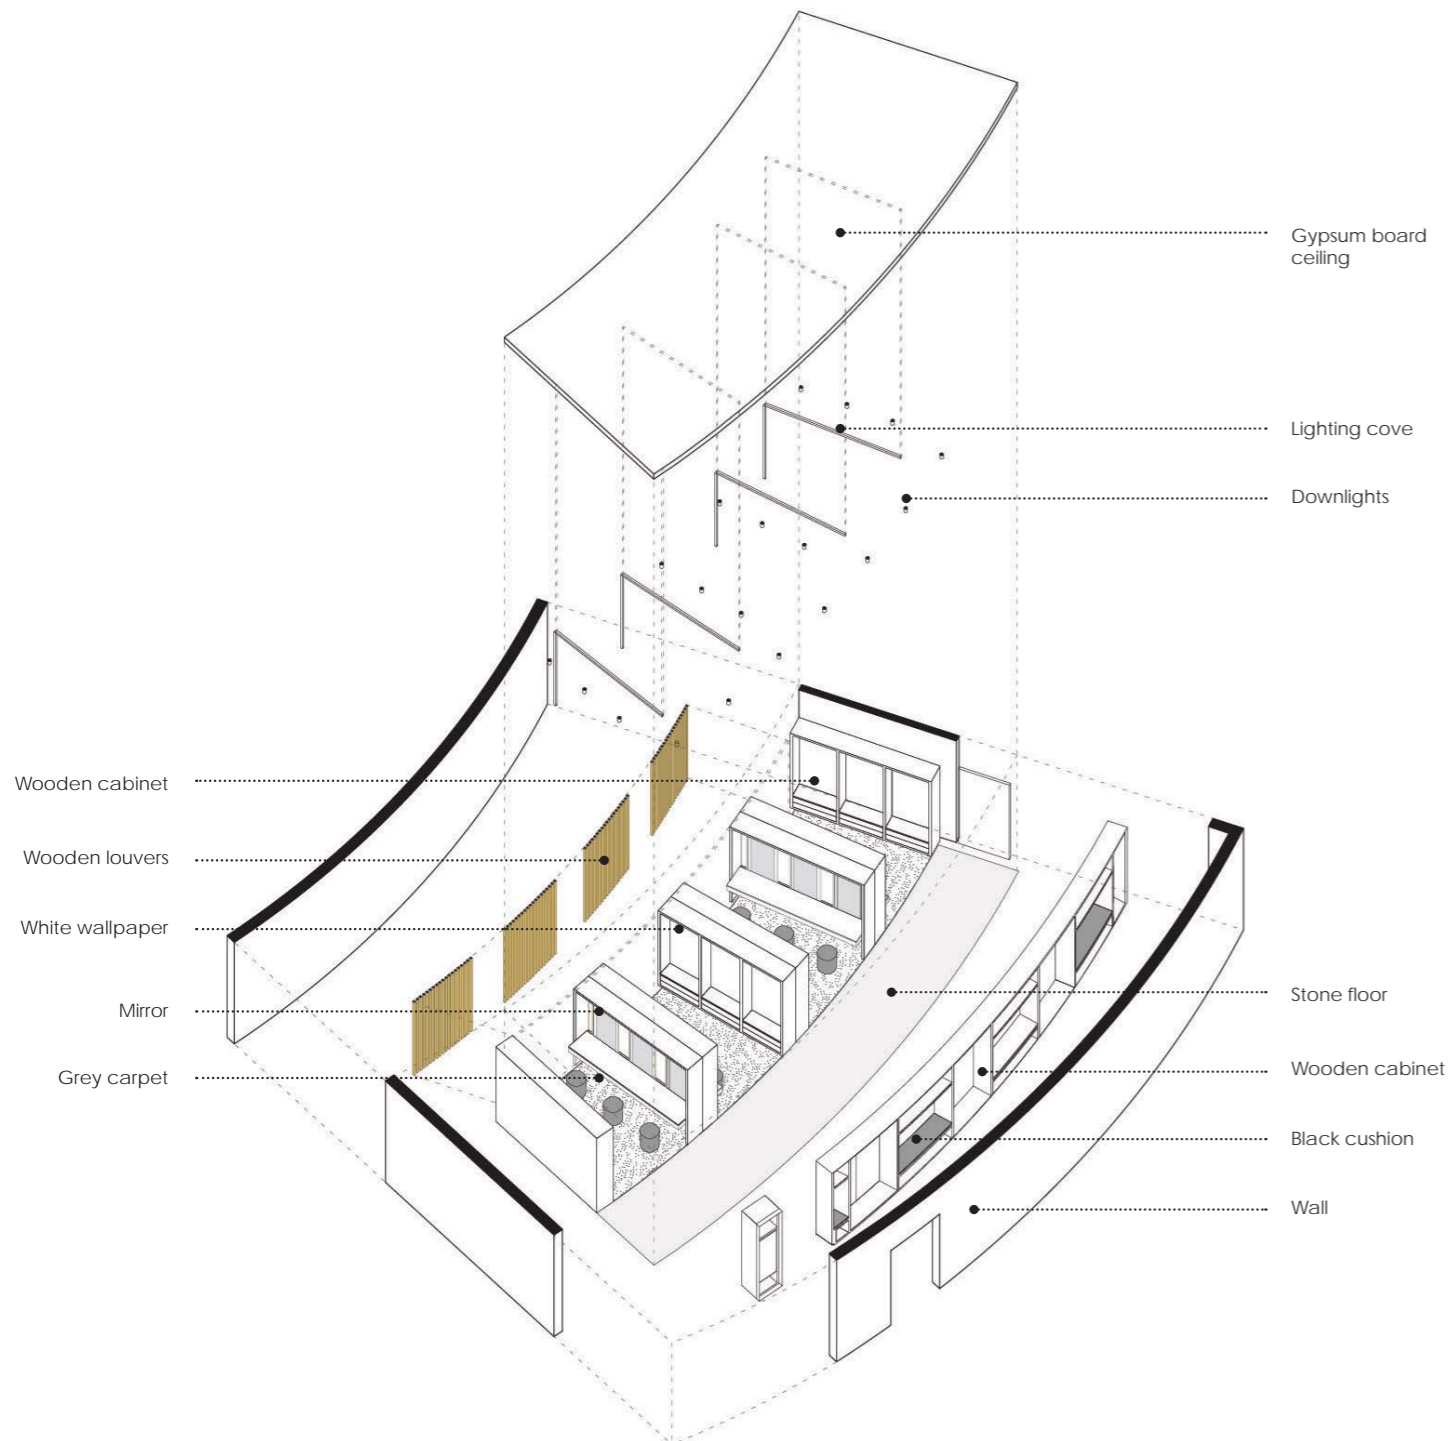 Gypsum board
ceiling
Lighting cove
Downlights
Wooden cabinet
Wooden louvers
White wallpaper
Mirror
Grey carpet
Stone floor
Wooden cabinet
Black cushion
Wall